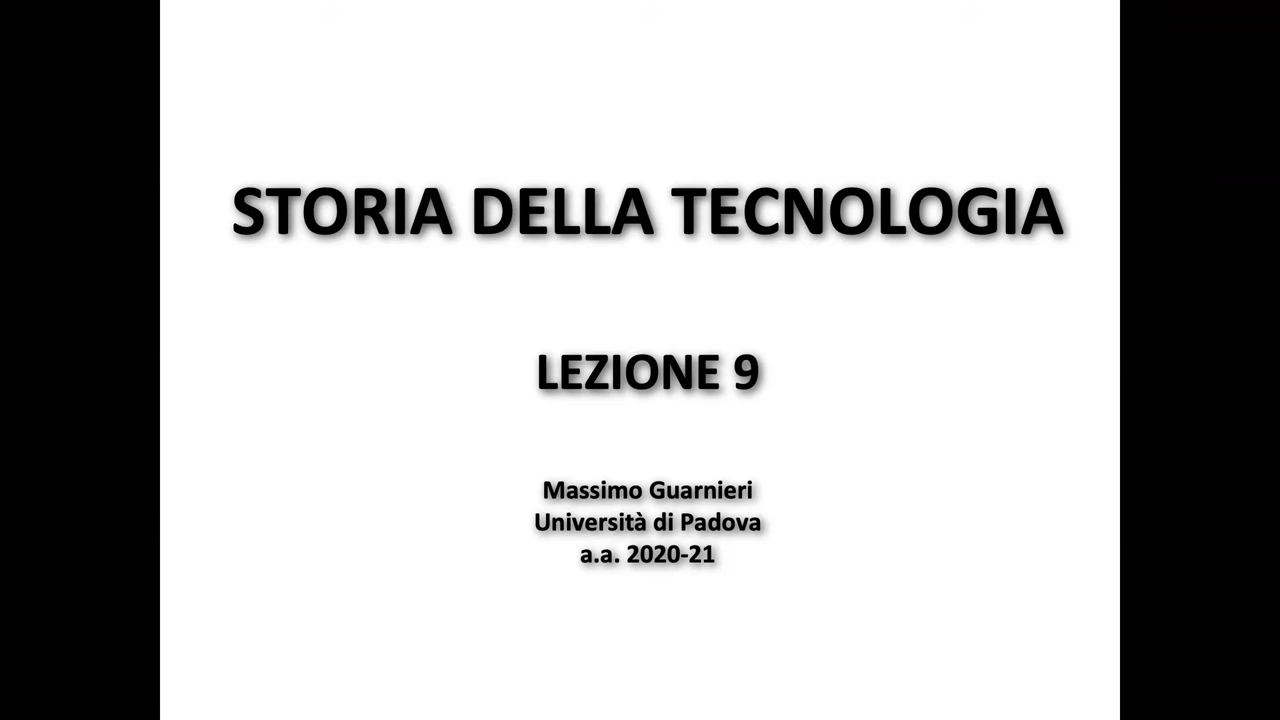 STORIA DELLA TECNOLOGIA
LEZIONE 9
Massimo Guarnieri
Università di Padova
a.a. 2020-21